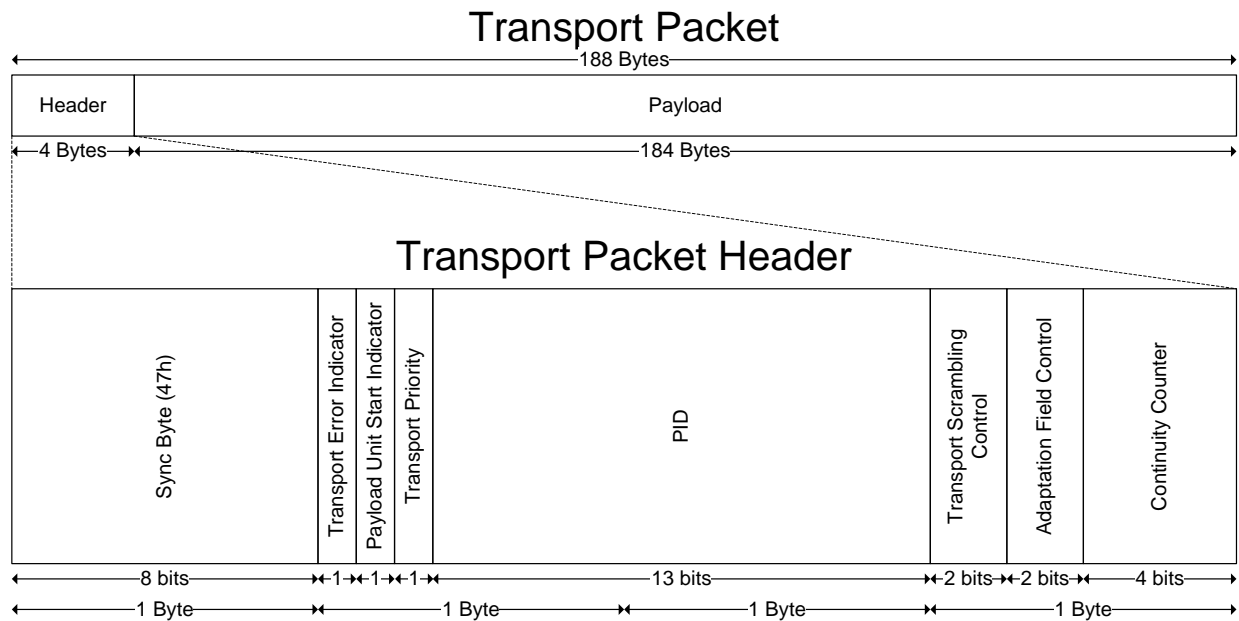 Transport Packet
188 Bytes
Header
Payload
4 Bytes
184 Bytes
Transport Packet Header
Sync Byte (47h)
Transport Error Indicator
Payload Unit Start Indicator
Transport Priority
PID
Transport Scrambling
Control
Adaptation Field Control
Continuity Counter
8 bits
1
1
1
13 bits
2 bits
2 bits
4 bits
1 Byte
1 Byte
1 Byte
1 Byte